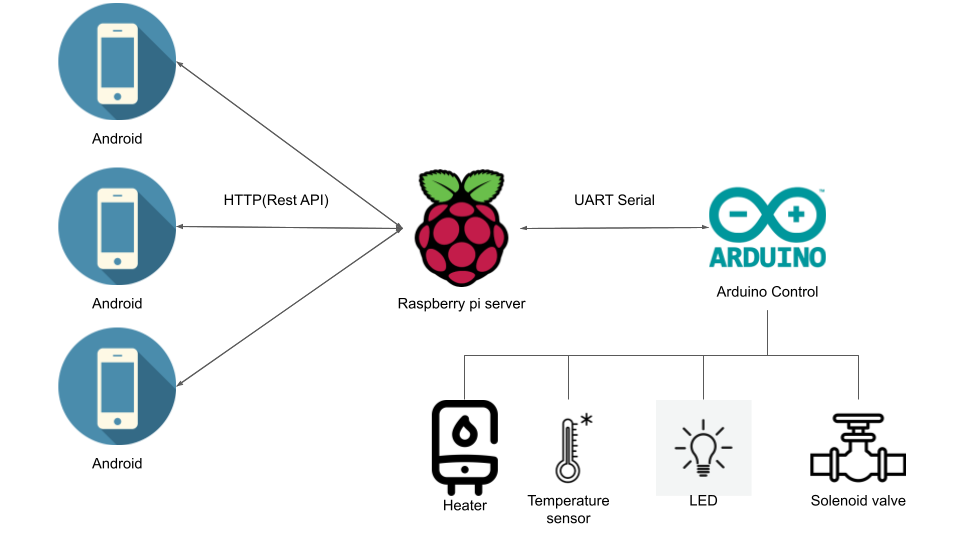 Android
HTTP(Rest API)
UART Serial
™
ARDUINO
Android
Raspberry pi server
Arduino Control
Android
Heater
Temperature
sensor
LED
Solenoid valve